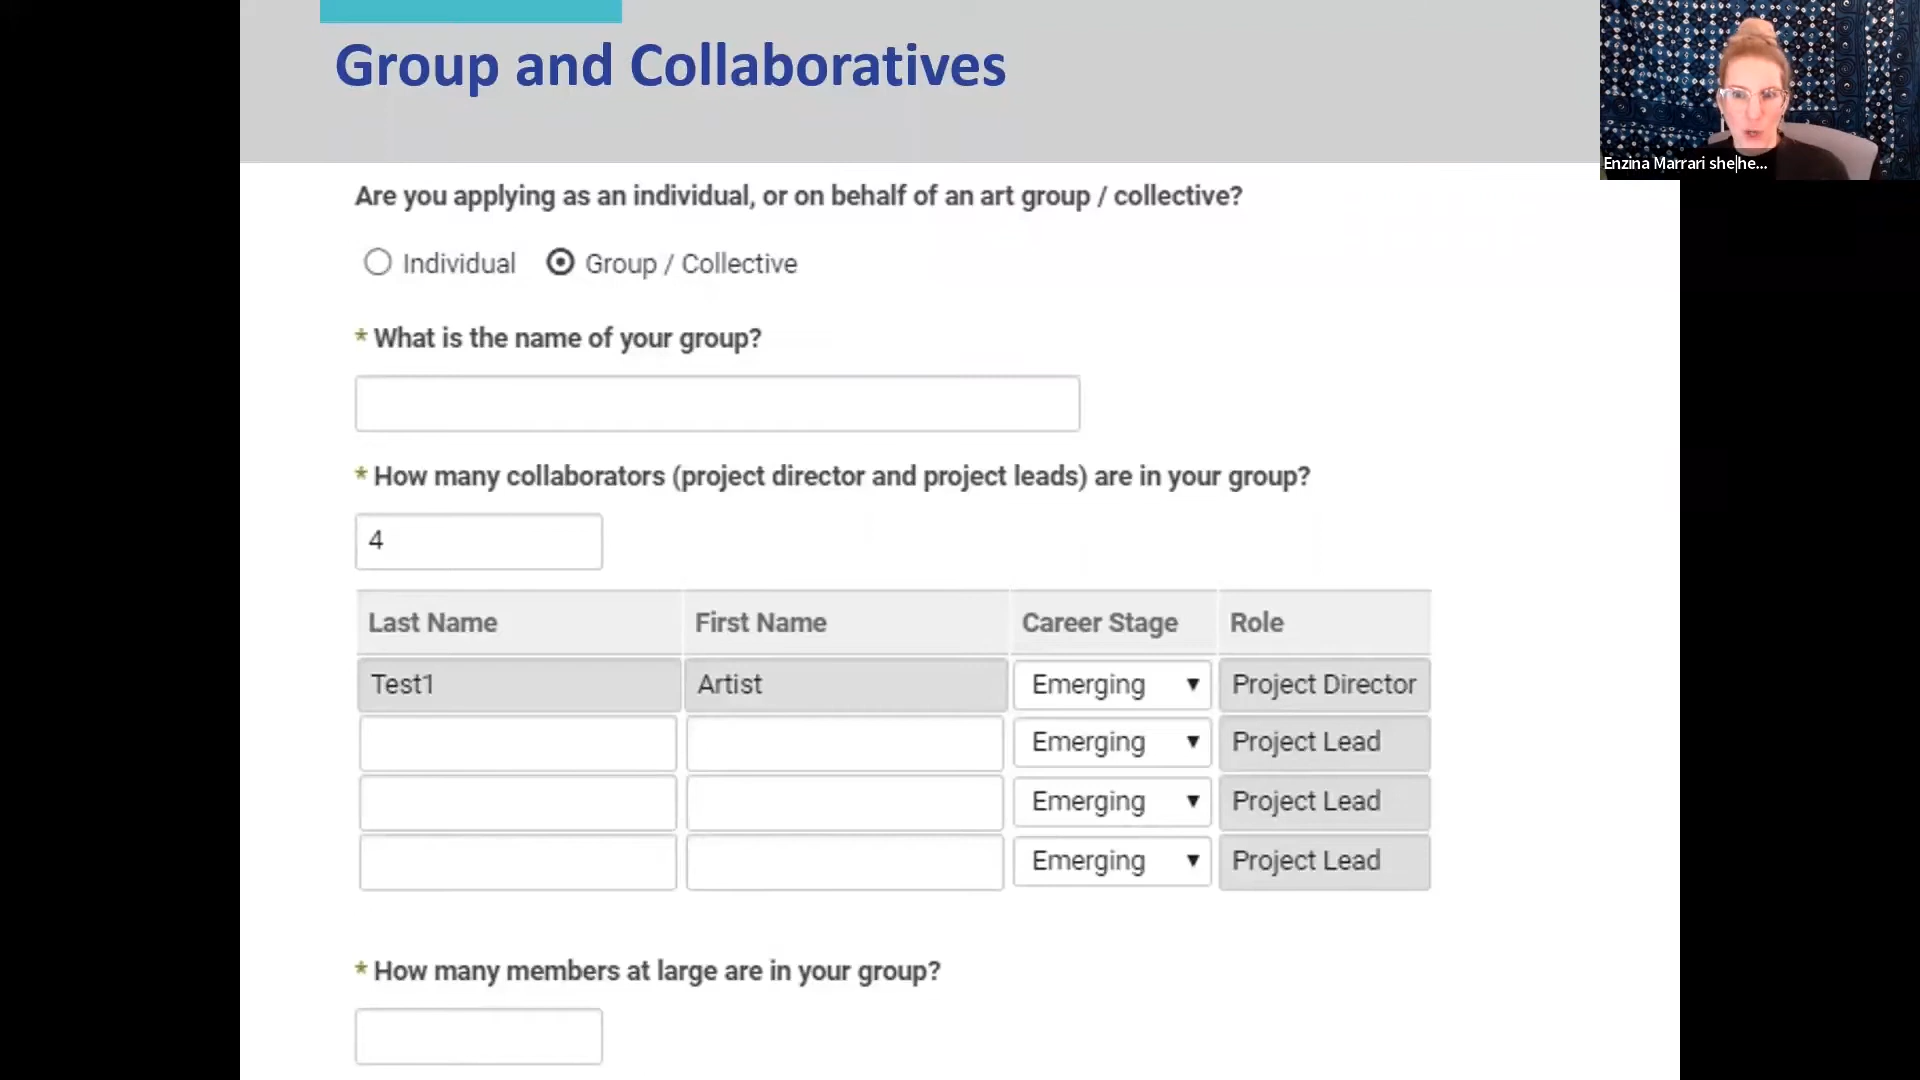 Group and Collaboratives
Enzina Marrari she|he...
Are you applying as an individual, or on behalf of an art group / collective?
Individual Group / Collective
* What is the name of your group?
* How many collaborators (project director and project leads) are in your group?
4
Last Name First Name Career Stage Role
Test1 Artist Emerging Project Director
Emerging Project Lead
Emerging Project Lead
Emerging Project Lead
* How many members at large are in your group?